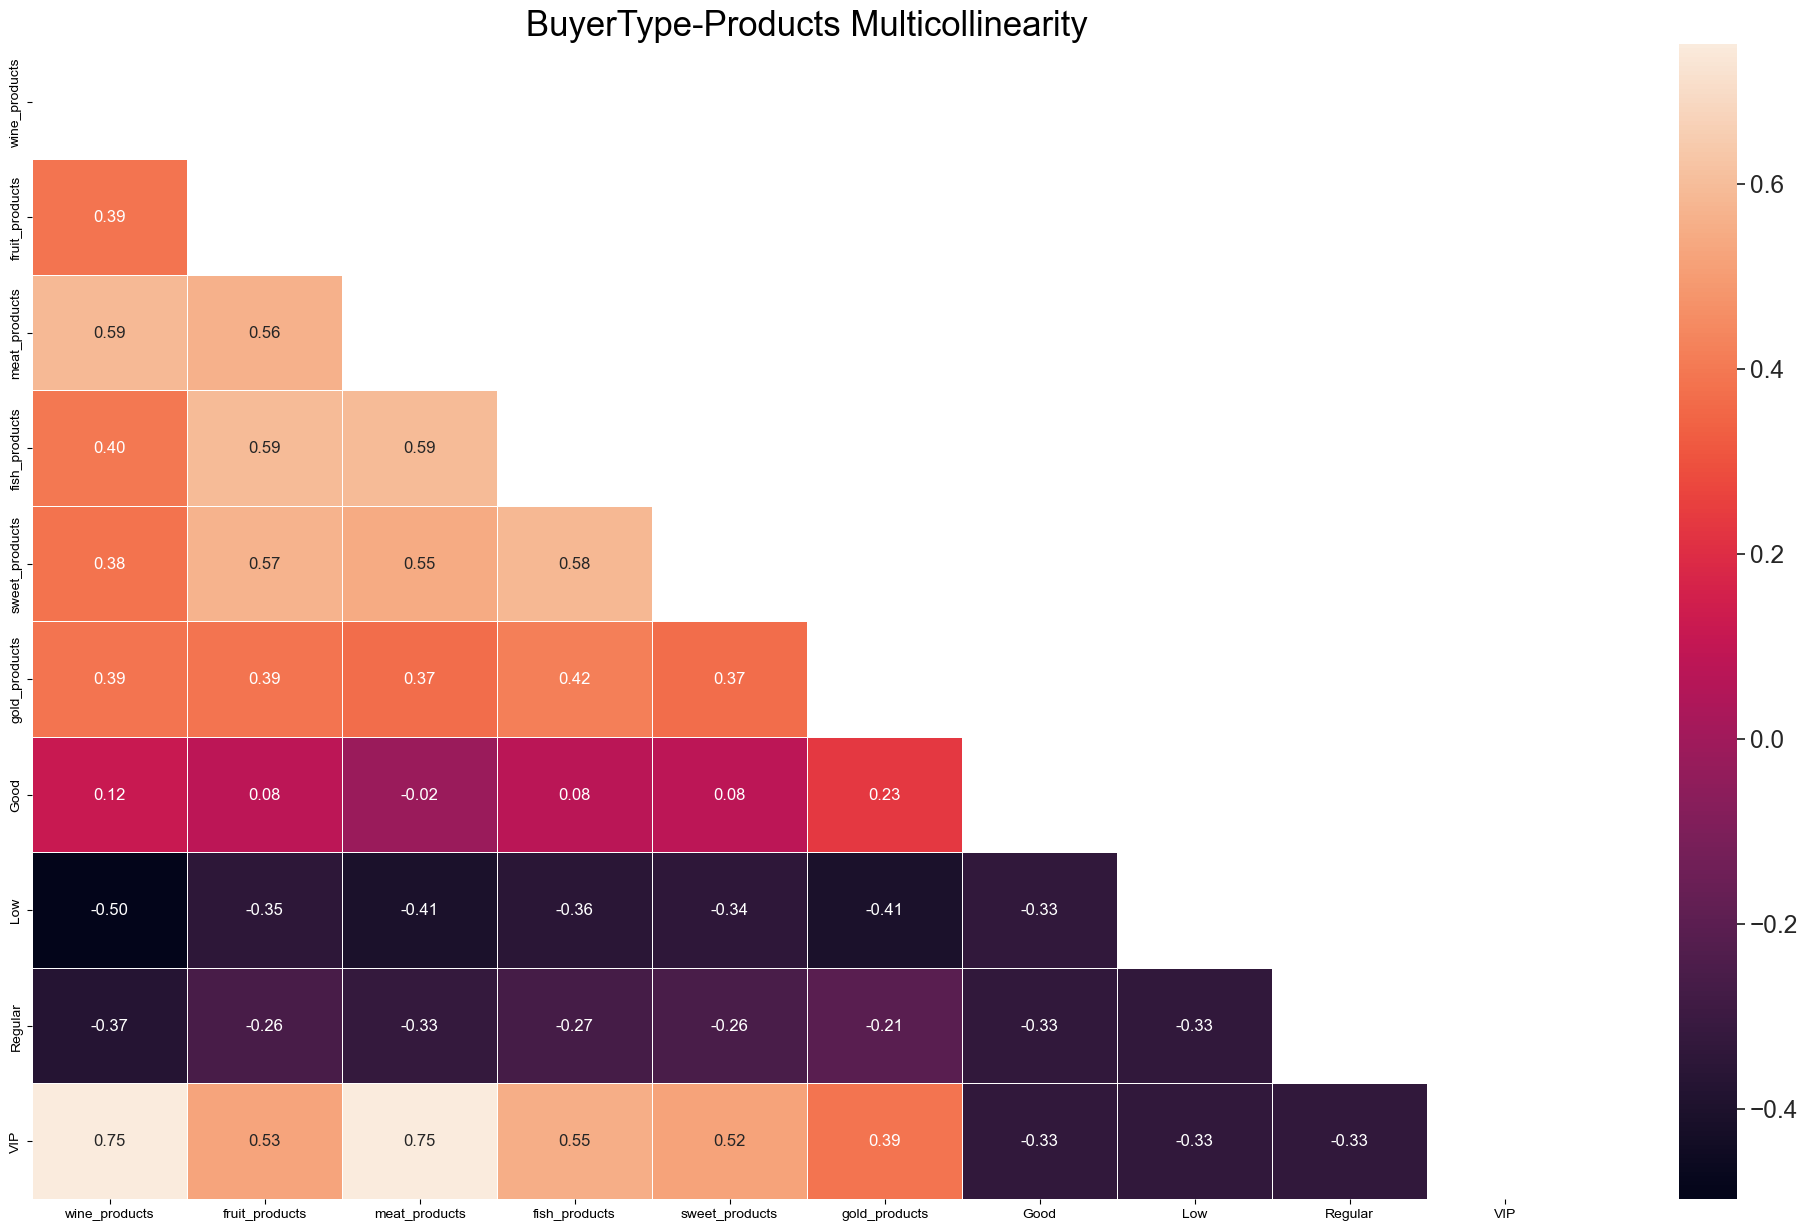 BuyerType-Products Multicollinearity
wine_products
fruit_products 0.39
meat_products 0.59 0.56
fish_products 0.40 0.59 0.59
sweet_products 0.38 0.57 0.55 0.58
gold_products 0.39 0.39 0.37 0.42 0.37
Good 0.12 0.08 -0.02 0.08 0.08 0.23
Low -0.50 -0.35 -0.41 -0.36 -0.34 -0.41 -0.33
Regular -0.37 -0.26 -0.33 -0.27 -0.26 -0.21 -0.33 -0.33
VIP 0.75 0.53 0.75 0.55 0.52 0.39 -0.33 -0.33 -0.33
wine_products fruit_products meat_products fish_products sweet_products gold_products Good Low Regular VIP
0.6
0.4
0.2
0.0
−0.2
−0.4